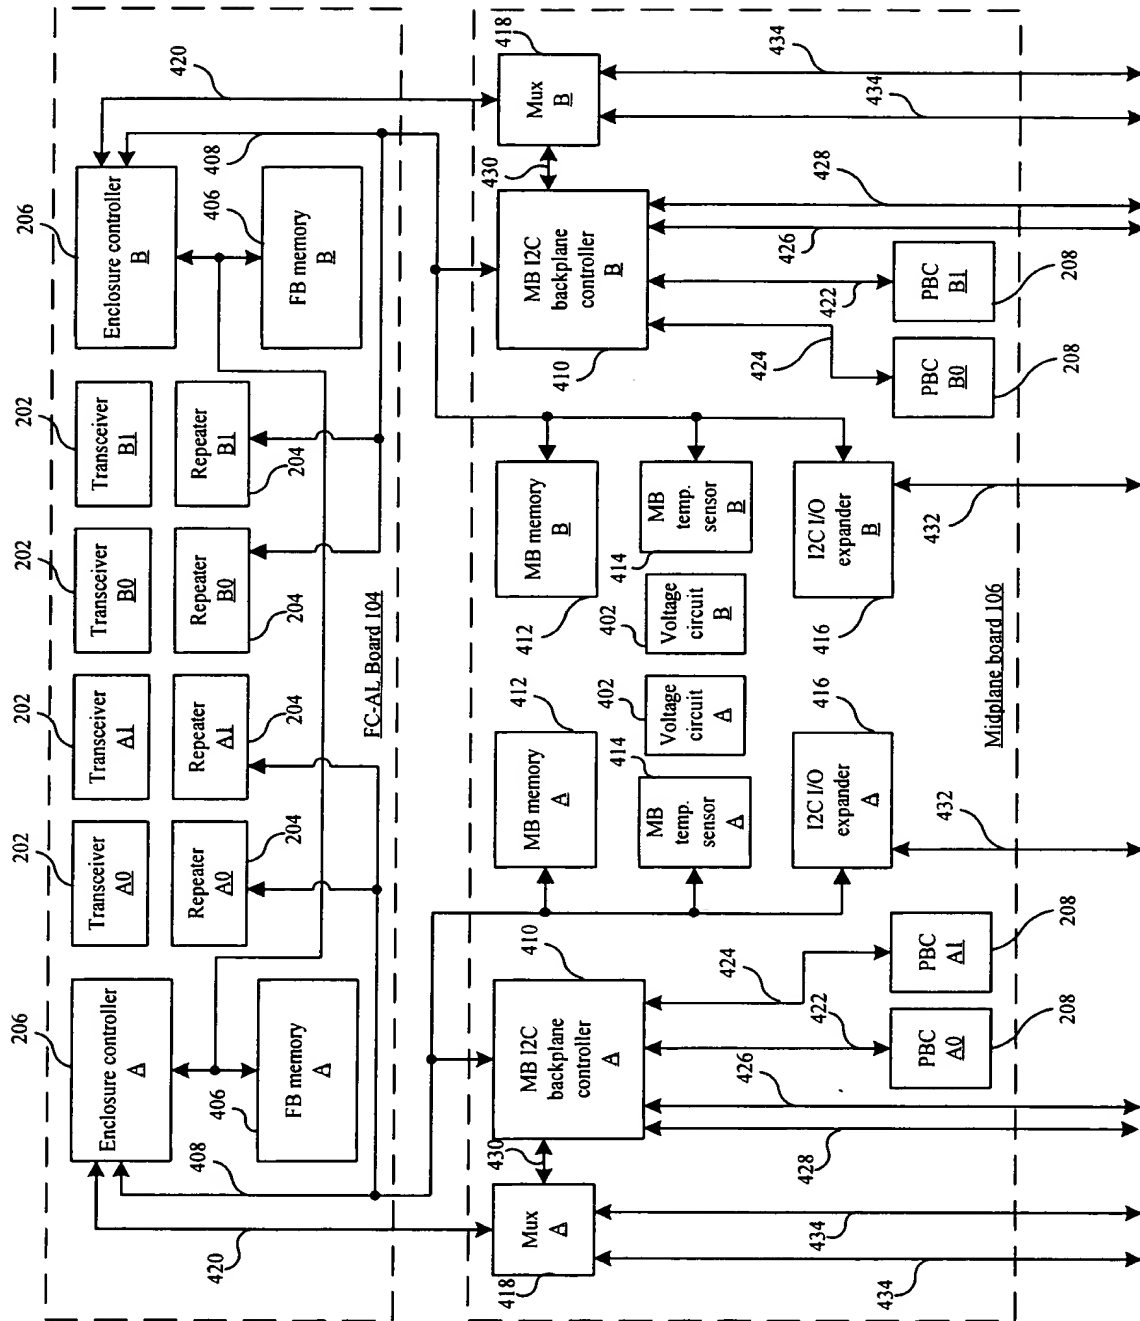 206
Enclosure controller
A
408
420
406
FB memory
A
202
Transceiver
A0
204
Repeater
A0
202
Transceiver
A1
204
Repeater
A1
202
Transceiver
B0
204
Repeater
B0
202
Transceiver
B1
204
Repeater
B1
206
Enclosure controller
B
406
FB memory
B
408
420
FC-AL Board 104
418
Mux
A
430
MB I2C
backplane
controller
A
410
412
MB memory
A
414
MB
temp.
sensor
A
402
Voltage
circuit
A
416
I2C I/O
expander
A
412
MB memory
B
414
MB
temp.
sensor
B
402
Voltage
circuit
B
416
I2C I/O
expander
B
410
MB I2C
backplane
controller
B
430
418
Mux
B
434
434
428
426
422
424
PBC
A0
208
PBC
A1
208
432
432
424
422
PBC
B0
208
PBC
B1
208
426
428
434
434
Midplane board 106